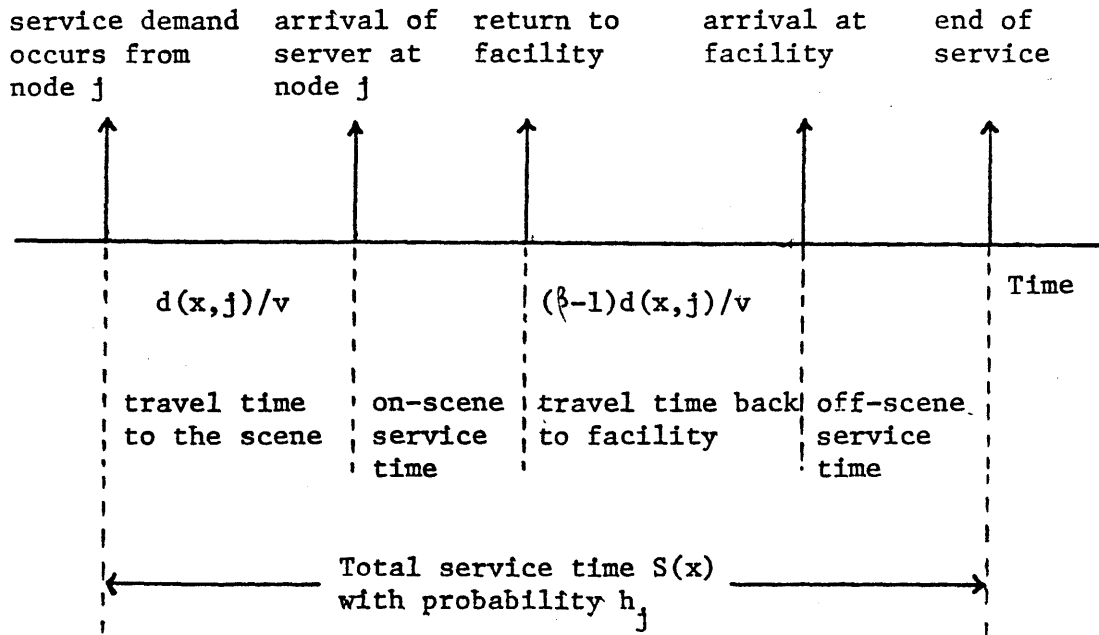 service demand
occurs from
node j
arrival of
server at
node j
return to
facility
arrival at
facility
end of
service
Time
d(x,j)/v
(β-1)d(x,j)/v
travel time
to the scene
on-scene
service
time
travel time back
to facility
off-scene
service
time
Total service time S(x)
with probability h_j